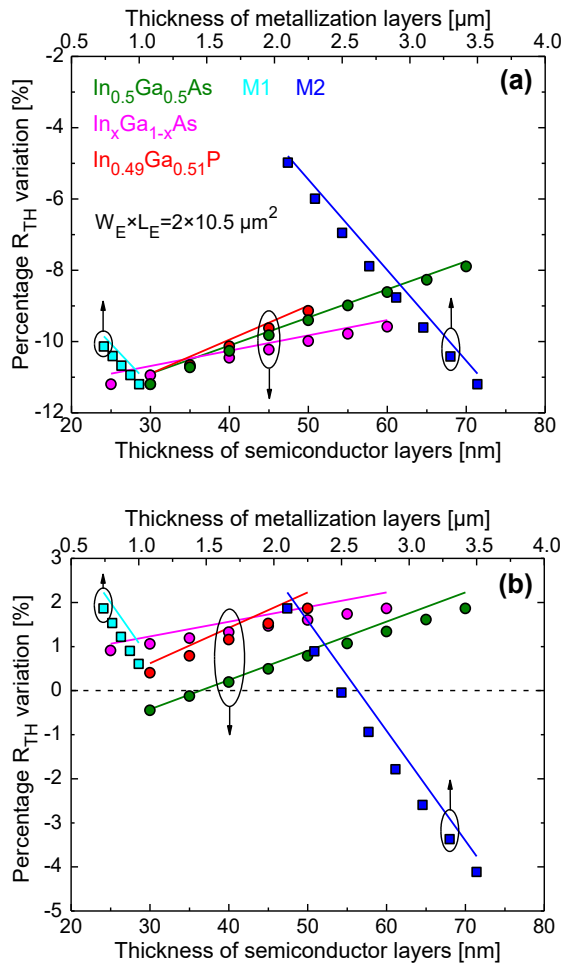 Thickness of metallization layers [µm]
0.5 1.0 1.5 2.0 2.5 3.0 3.5 4.0
-2
-4
-6
-8
-10
-12
Percentage R_TH variation [%]
(a)
In0.5Ga0.5As M1 M2
InxGa1-xAs
In0.49Ga0.51P
W_E×L_E=2×10.5 µm²
20 30 40 50 60 70 80
Thickness of semiconductor layers [nm]
Thickness of metallization layers [µm]
0.5 1.0 1.5 2.0 2.5 3.0 3.5 4.0
3
2
1
0
-1
-2
-3
-4
-5
Percentage R_TH variation [%]
(b)
20 30 40 50 60 70 80
Thickness of semiconductor layers [nm]